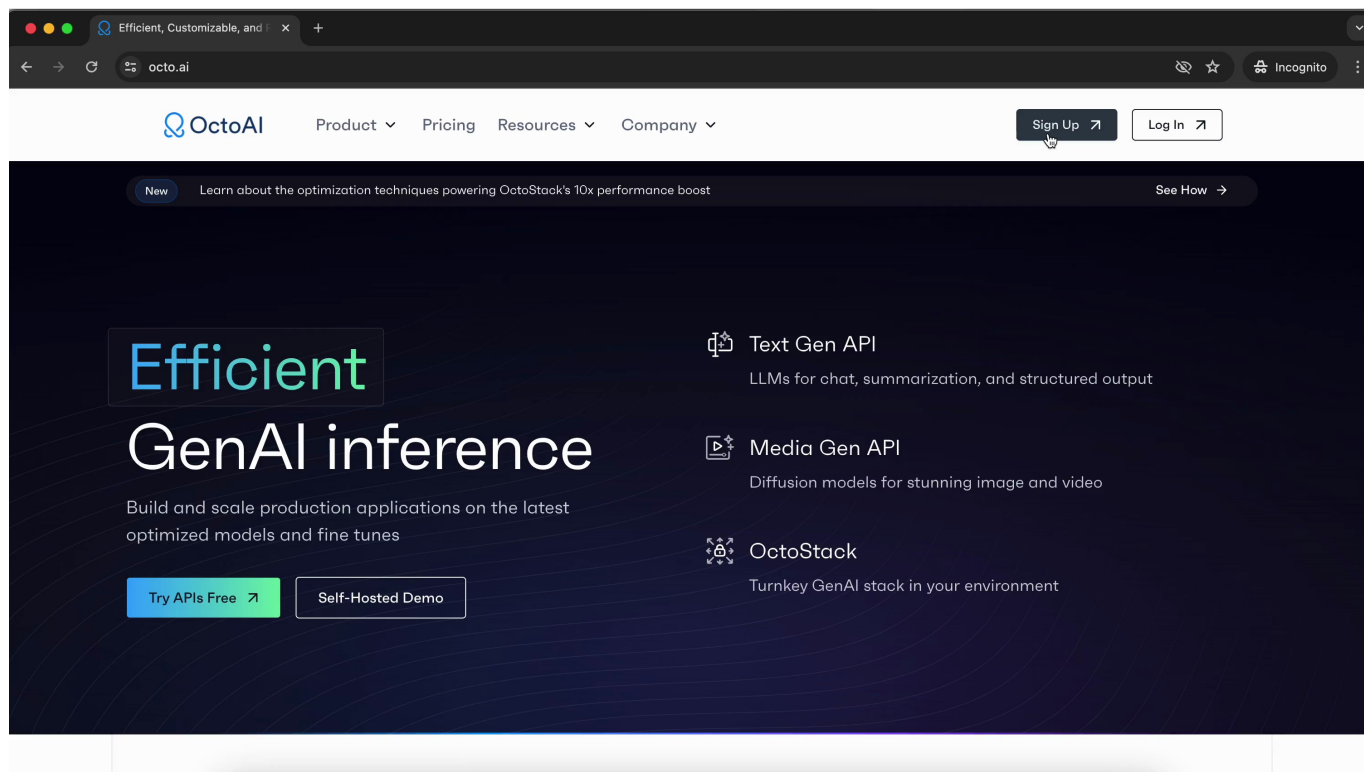 Efficient, Customizable, and
octo.ai
Incognito
OctoAI Product Pricing Resources Company Sign Up Log In
New Learn about the optimization techniques powering OctoStack's 10x performance boost See How
Efficient
GenAI inference
Build and scale production applications on the latest
optimized models and fine tunes
Try APIs Free Self-Hosted Demo
Text Gen API
LLMs for chat, summarization, and structured output
Media Gen API
Diffusion models for stunning image and video
OctoStack
Turnkey GenAI stack in your environment